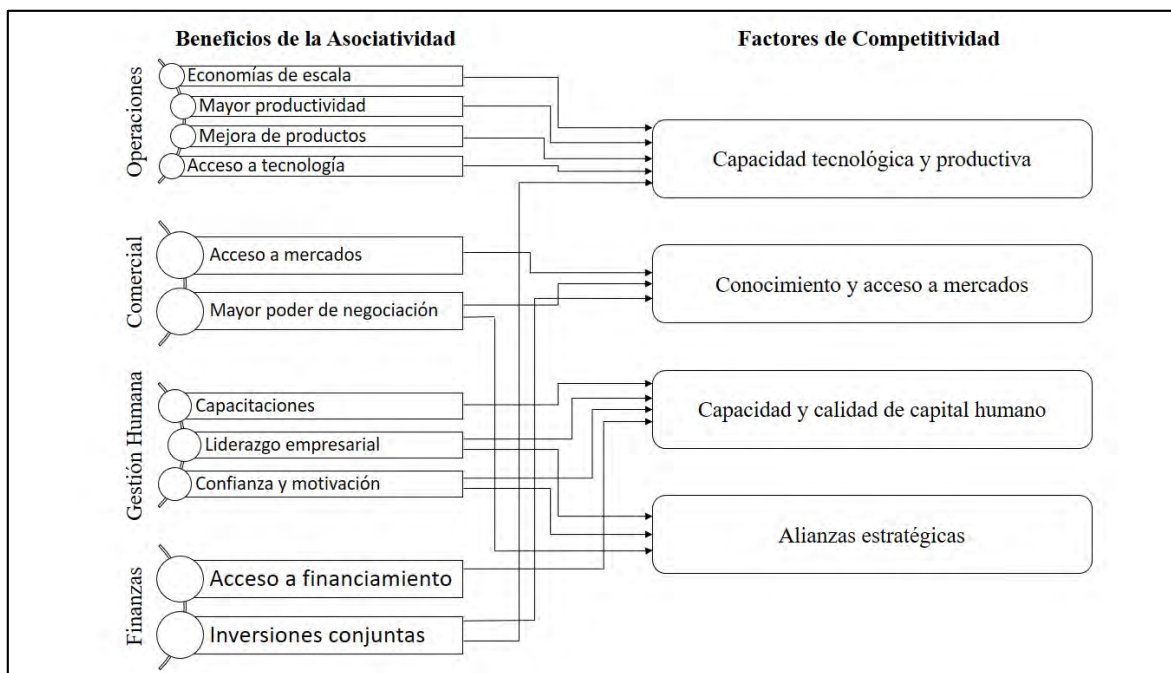 Beneficios de la Asociatividad
Factores de Competitividad
Operaciones
Economías de escala
Mayor productividad
Mejora de productos
Acceso a tecnología
Capacidad tecnológica y productiva
Comercial
Acceso a mercados
Mayor poder de negociación
Conocimiento y acceso a mercados
Gestión Humana
Capacitaciones
Liderazgo empresarial
Confianza y motivación
Capacidad y calidad de capital humano
Alianzas estratégicas
Finanzas
Acceso a financiamiento
Inversiones conjuntas